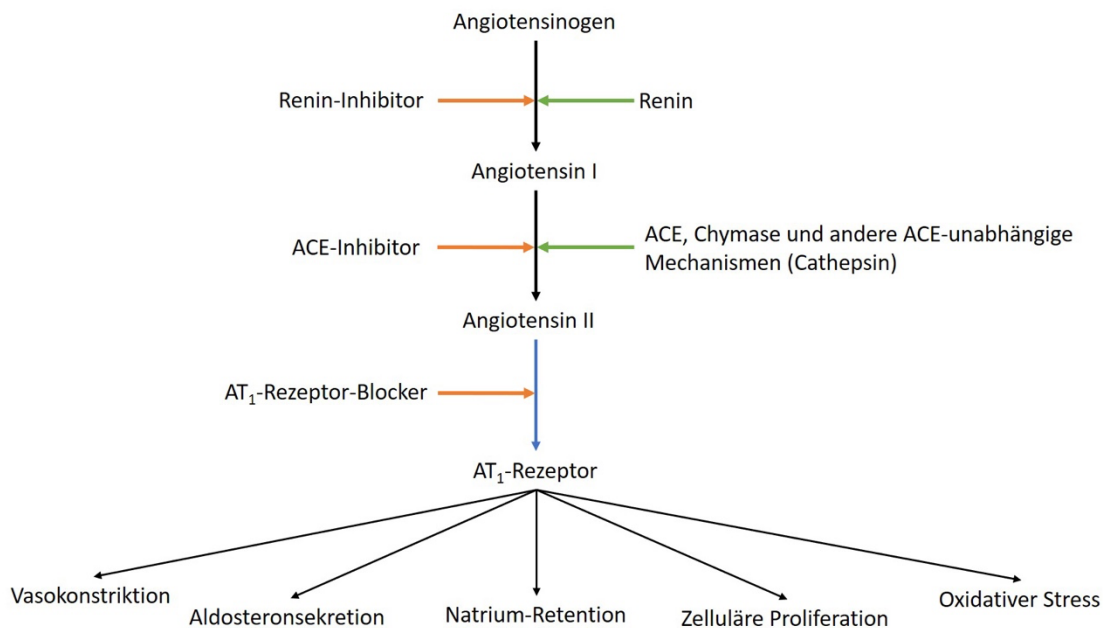 Angiotensinogen
Renin-Inhibitor
Renin
Angiotensin I
ACE-Inhibitor
ACE, Chymase und andere ACE-unabhängige
Mechanismen (Cathepsin)
Angiotensin II
AT₁-Rezeptor-Blocker
AT₁-Rezeptor
Vasokonstriktion
Aldosteronsekretion
Natrium-Retention
Zelluläre Proliferation
Oxidativer Stress